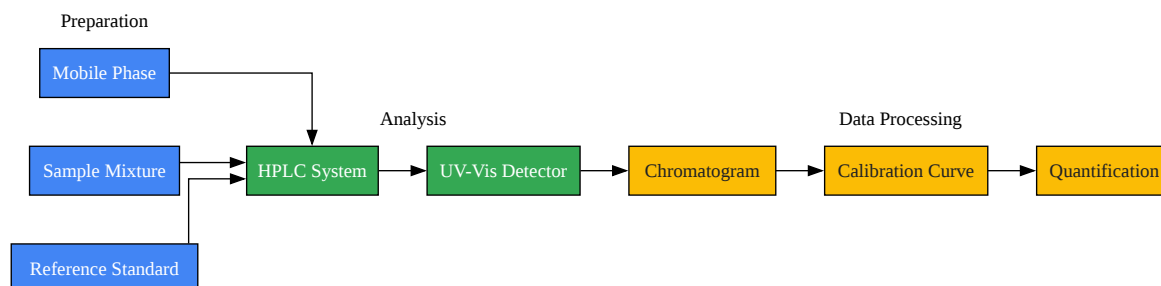 Preparation
Mobile Phase
Analysis
Data Processing
Sample Mixture
HPLC System
UV-Vis Detector
Chromatogram
Calibration Curve
Quantification
Reference Standard